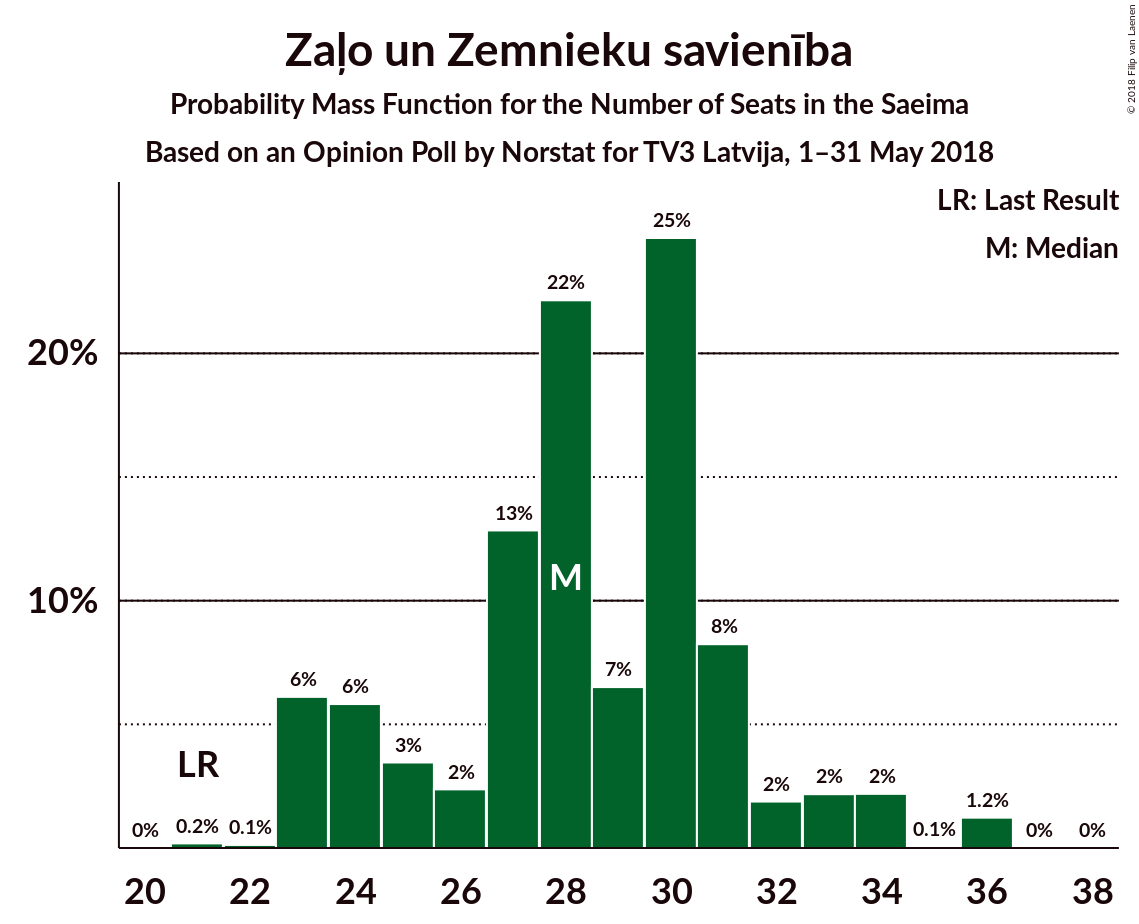 Zaļo un Zemnieku savienība
Probability Mass Function for the Number of Seats in the Saeima
Based on an Opinion Poll by Norstat for TV3 Latvija, 1–31 May 2018
© 2018 Filip van Laenen
LR: Last Result
M: Median
20%
10%
25%
22%
13%
M
8%
7%
6%
6%
3%
2%
LR
2%
2%
2%
1.2%
0%
0.2%
0.1%
0.1%
0%
0%
20 22 24 26 28 30 32 34 36 38